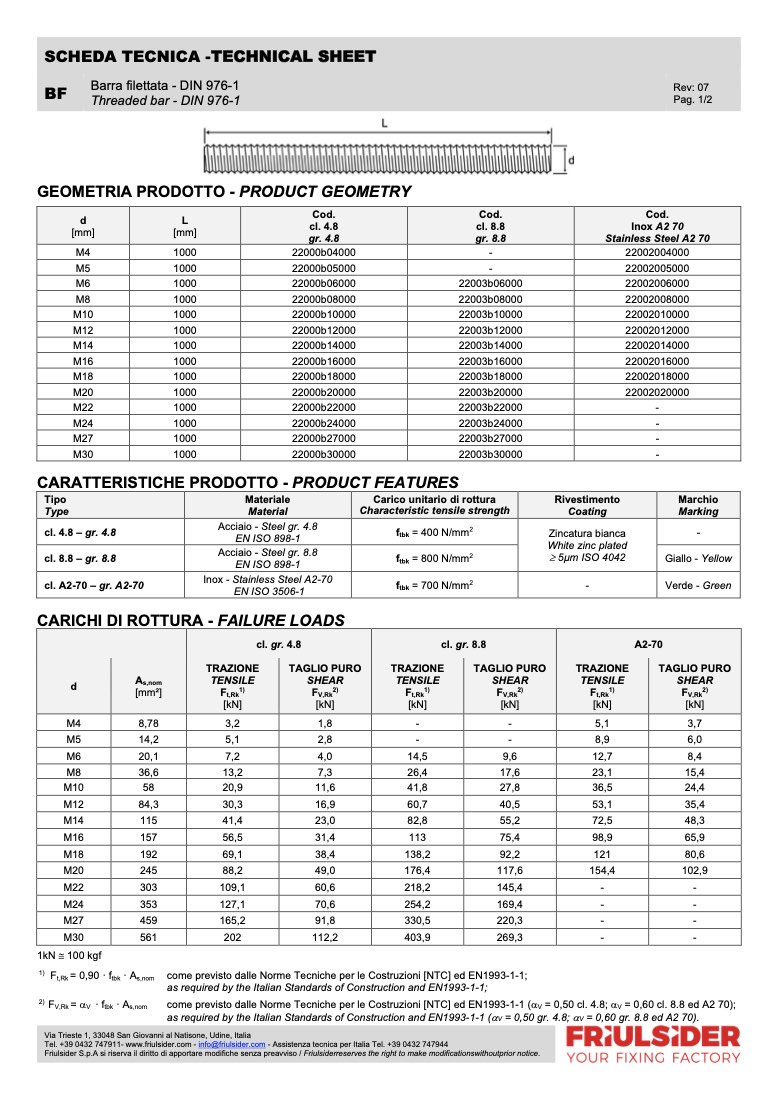 SCHEDA TECNICA -TECHNICAL SHEET
BF
Barra filettata - DIN 976-1
Threaded bar - DIN 976-1
Rev: 07
Pag. 1/2
L
d
GEOMETRIA PRODOTTO - PRODUCT GEOMETRY
d [mm] L [mm] Cod. cl. 4.8 gr. 4.8 Cod. cl. 8.8 gr. 8.8 Cod. Inox A2 70 Stainless Steel A2 70
M4 1000 22000b04000 - 22002004000
M5 1000 22000b05000 - 22002005000
M6 1000 22000b06000 22003b06000 22002006000
M8 1000 22000b08000 22003b08000 22002008000
M10 1000 22000b10000 22003b10000 22002010000
M12 1000 22000b12000 22003b12000 22002012000
M14 1000 22000b14000 22003b14000 22002014000
M16 1000 22000b16000 22003b16000 22002016000
M18 1000 22000b18000 22003b18000 22002018000
M20 1000 22000b20000 22003b20000 22002020000
M22 1000 22000b22000 22003b22000 -
M24 1000 22000b24000 22003b24000 -
M27 1000 22000b27000 22003b27000 -
M30 1000 22000b30000 22003b30000 -
CARATTERISTICHE PRODOTTO - PRODUCT FEATURES
Tipo Materiale Carico unitario di rottura Rivestimento Marchio
Type Material Characteristic tensile strength Coating Marking
cl. 4.8 – gr. 4.8 Acciaio - Steel gr. 4.8 EN ISO 898-1 ftbk = 400 N/mm² Zincatura bianca White zinc plated ≥ 5µm ISO 4042 -
cl. 8.8 – gr. 8.8 Acciaio - Steel gr. 8.8 EN ISO 898-1 ftbk = 800 N/mm² Giallo - Yellow
cl. A2-70 – gr. A2-70 Inox - Stainless Steel A2-70 EN ISO 3506-1 ftbk = 700 N/mm² - Verde - Green
CARICHI DI ROTTURA - FAILURE LOADS
cl. gr. 4.8 cl. gr. 8.8 A2-70
d As,nom [mm²] TRAZIONE TENSILE Ft,Rk1) [kN] TAGLIO PURO SHEAR FV,Rk2) [kN] TRAZIONE TENSILE Ft,Rk1) [kN] TAGLIO PURO SHEAR FV,Rk2) [kN] TRAZIONE TENSILE Ft,Rk1) [kN] TAGLIO PURO SHEAR FV,Rk2) [kN]
M4 8,78 3,2 1,8 - - 5,1 3,7
M5 14,2 5,1 2,8 - - 8,9 6,0
M6 20,1 7,2 4,0 14,5 9,6 12,7 8,4
M8 36,6 13,2 7,3 26,4 17,6 23,1 15,4
M10 58 20,9 11,6 41,8 27,8 36,5 24,4
M12 84,3 30,3 16,9 60,7 40,5 53,1 35,4
M14 115 41,4 23,0 82,8 55,2 72,5 48,3
M16 157 56,5 31,4 113 75,4 98,9 65,9
M18 192 69,1 38,4 138,2 92,2 121 80,6
M20 245 88,2 49,0 176,4 117,6 154,4 102,9
M22 303 109,1 60,6 218,2 145,4 - -
M24 353 127,1 70,6 254,2 169,4 - -
M27 459 165,2 91,8 330,5 220,3 - -
M30 561 202 112,2 403,9 269,3 - -
1kN ≅ 100 kgf
1) Ft,Rk = 0,90 · ftbk · As,nom come previsto dalle Norme Tecniche per le Costruzioni [NTC] ed EN1993-1-1;
as required by the Italian Standards of Construction and EN1993-1-1;
2) FV,Rk = αV · ftbk · As,nom come previsto dalle Norme Tecniche per le Costruzioni [NTC] ed EN1993-1-1 (αV = 0,50 cl. 4.8; αV = 0,60 cl. 8.8 ed A2 70);
as required by the Italian Standards of Construction and EN1993-1-1 (αV = 0,50 gr. 4.8; αV = 0,60 gr. 8.8 ed A2 70).
Via Trieste 1, 33048 San Giovanni al Natisone, Udine, Italia
Tel. +39 0432 747911- www.friulsider.com - info@friulsider.com - Assistenza tecnica per Italia Tel. +39 0432 747944
Friulsider S.p.A si riserva il diritto di apportare modifiche senza preavviso / Friulsiderreserves the right to make modificationswithoutprior notice.
FRIULSIDER
YOUR FIXING FACTORY